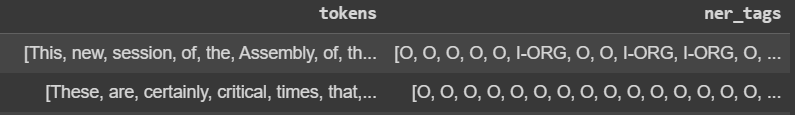 tokens ner_tags
[This, new, session, of, the, Assembly, of, th... [O, O, O, O, O, I-ORG, O, O, I-ORG, I-ORG, O, ...
[These, are, certainly, critical, times, that,... [O, O, O, O, O, O, O, O, O, O, O, O, O, O, O, ...